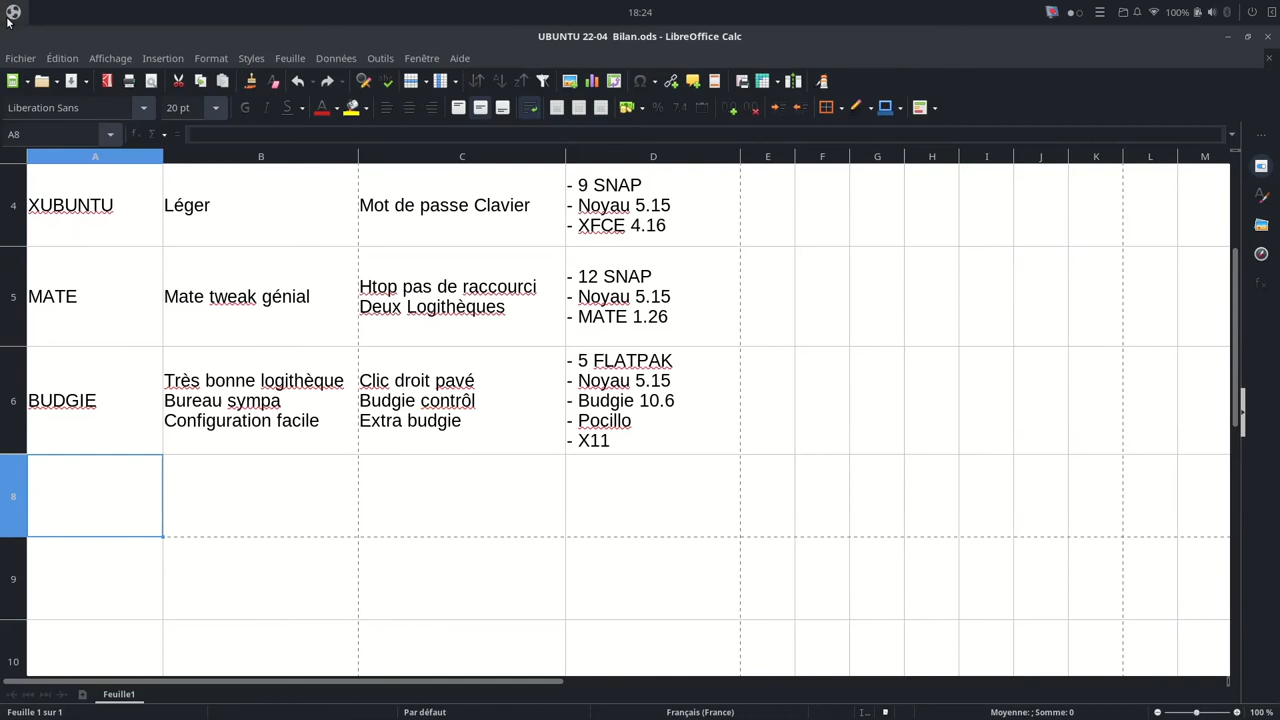 18:24
100%
UBUNTU 22-04 Bilan.ods - LibreOffice Calc
Fichier Édition Affichage Insertion Format Styles Feuille Données Outils Fenêtre Aide
Liberation Sans 20 pt
A8
A B C D E F G H I J K L M
4
XUBUNTU
Léger
Mot de passe Clavier
- 9 SNAP
- Noyau 5.15
- XFCE 4.16
5
MATE
Mate tweak génial
Htop pas de raccourci
Deux Logithèques
- 12 SNAP
- Noyau 5.15
- MATE 1.26
6
BUDGIE
Très bonne logithèque
Bureau sympa
Configuration facile
Clic droit pavé
Budgie contrôl
Extra budgie
- 5 FLATPAK
- Noyau 5.15
- Budgie 10.6
- Pocillo
- X11
8
9
10
Feuille1
Feuille 1 sur 1 Par défaut Français (France) Moyenne: ; Somme: 0 100 %